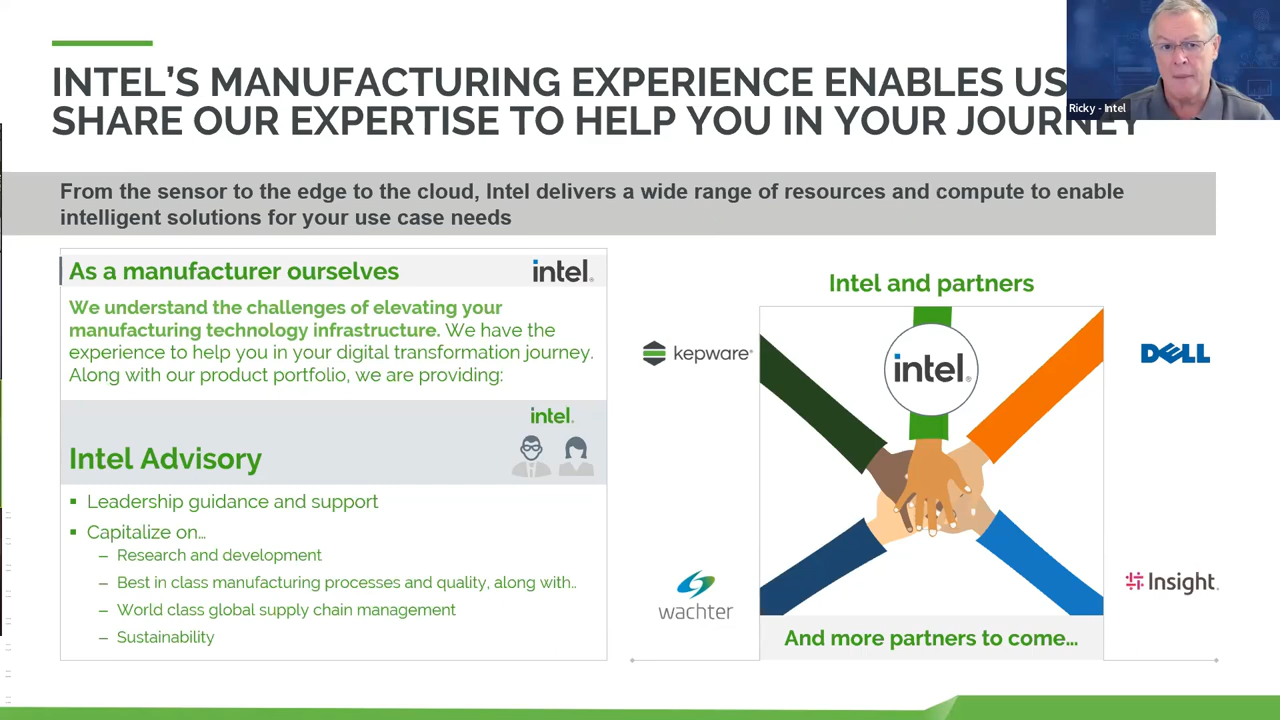 INTEL'S MANUFACTURING EXPERIENCE ENABLES US
SHARE OUR EXPERTISE TO HELP YOU IN YOUR JOURNEY
Ricky - Intel
From the sensor to the edge to the cloud, Intel delivers a wide range of resources and compute to enable
intelligent solutions for your use case needs
As a manufacturer ourselves
intel®
We understand the challenges of elevating your
manufacturing technology infrastructure. We have the
experience to help you in your digital transformation journey.
Along with our product portfolio, we are providing:
intel®
Intel Advisory
▪ Leadership guidance and support
▪ Capitalize on...
– Research and development
– Best in class manufacturing processes and quality, along with..
– World class global supply chain management
– Sustainability
Intel and partners
kepware®
intel®
DELL
wachter
Insight
And more partners to come...